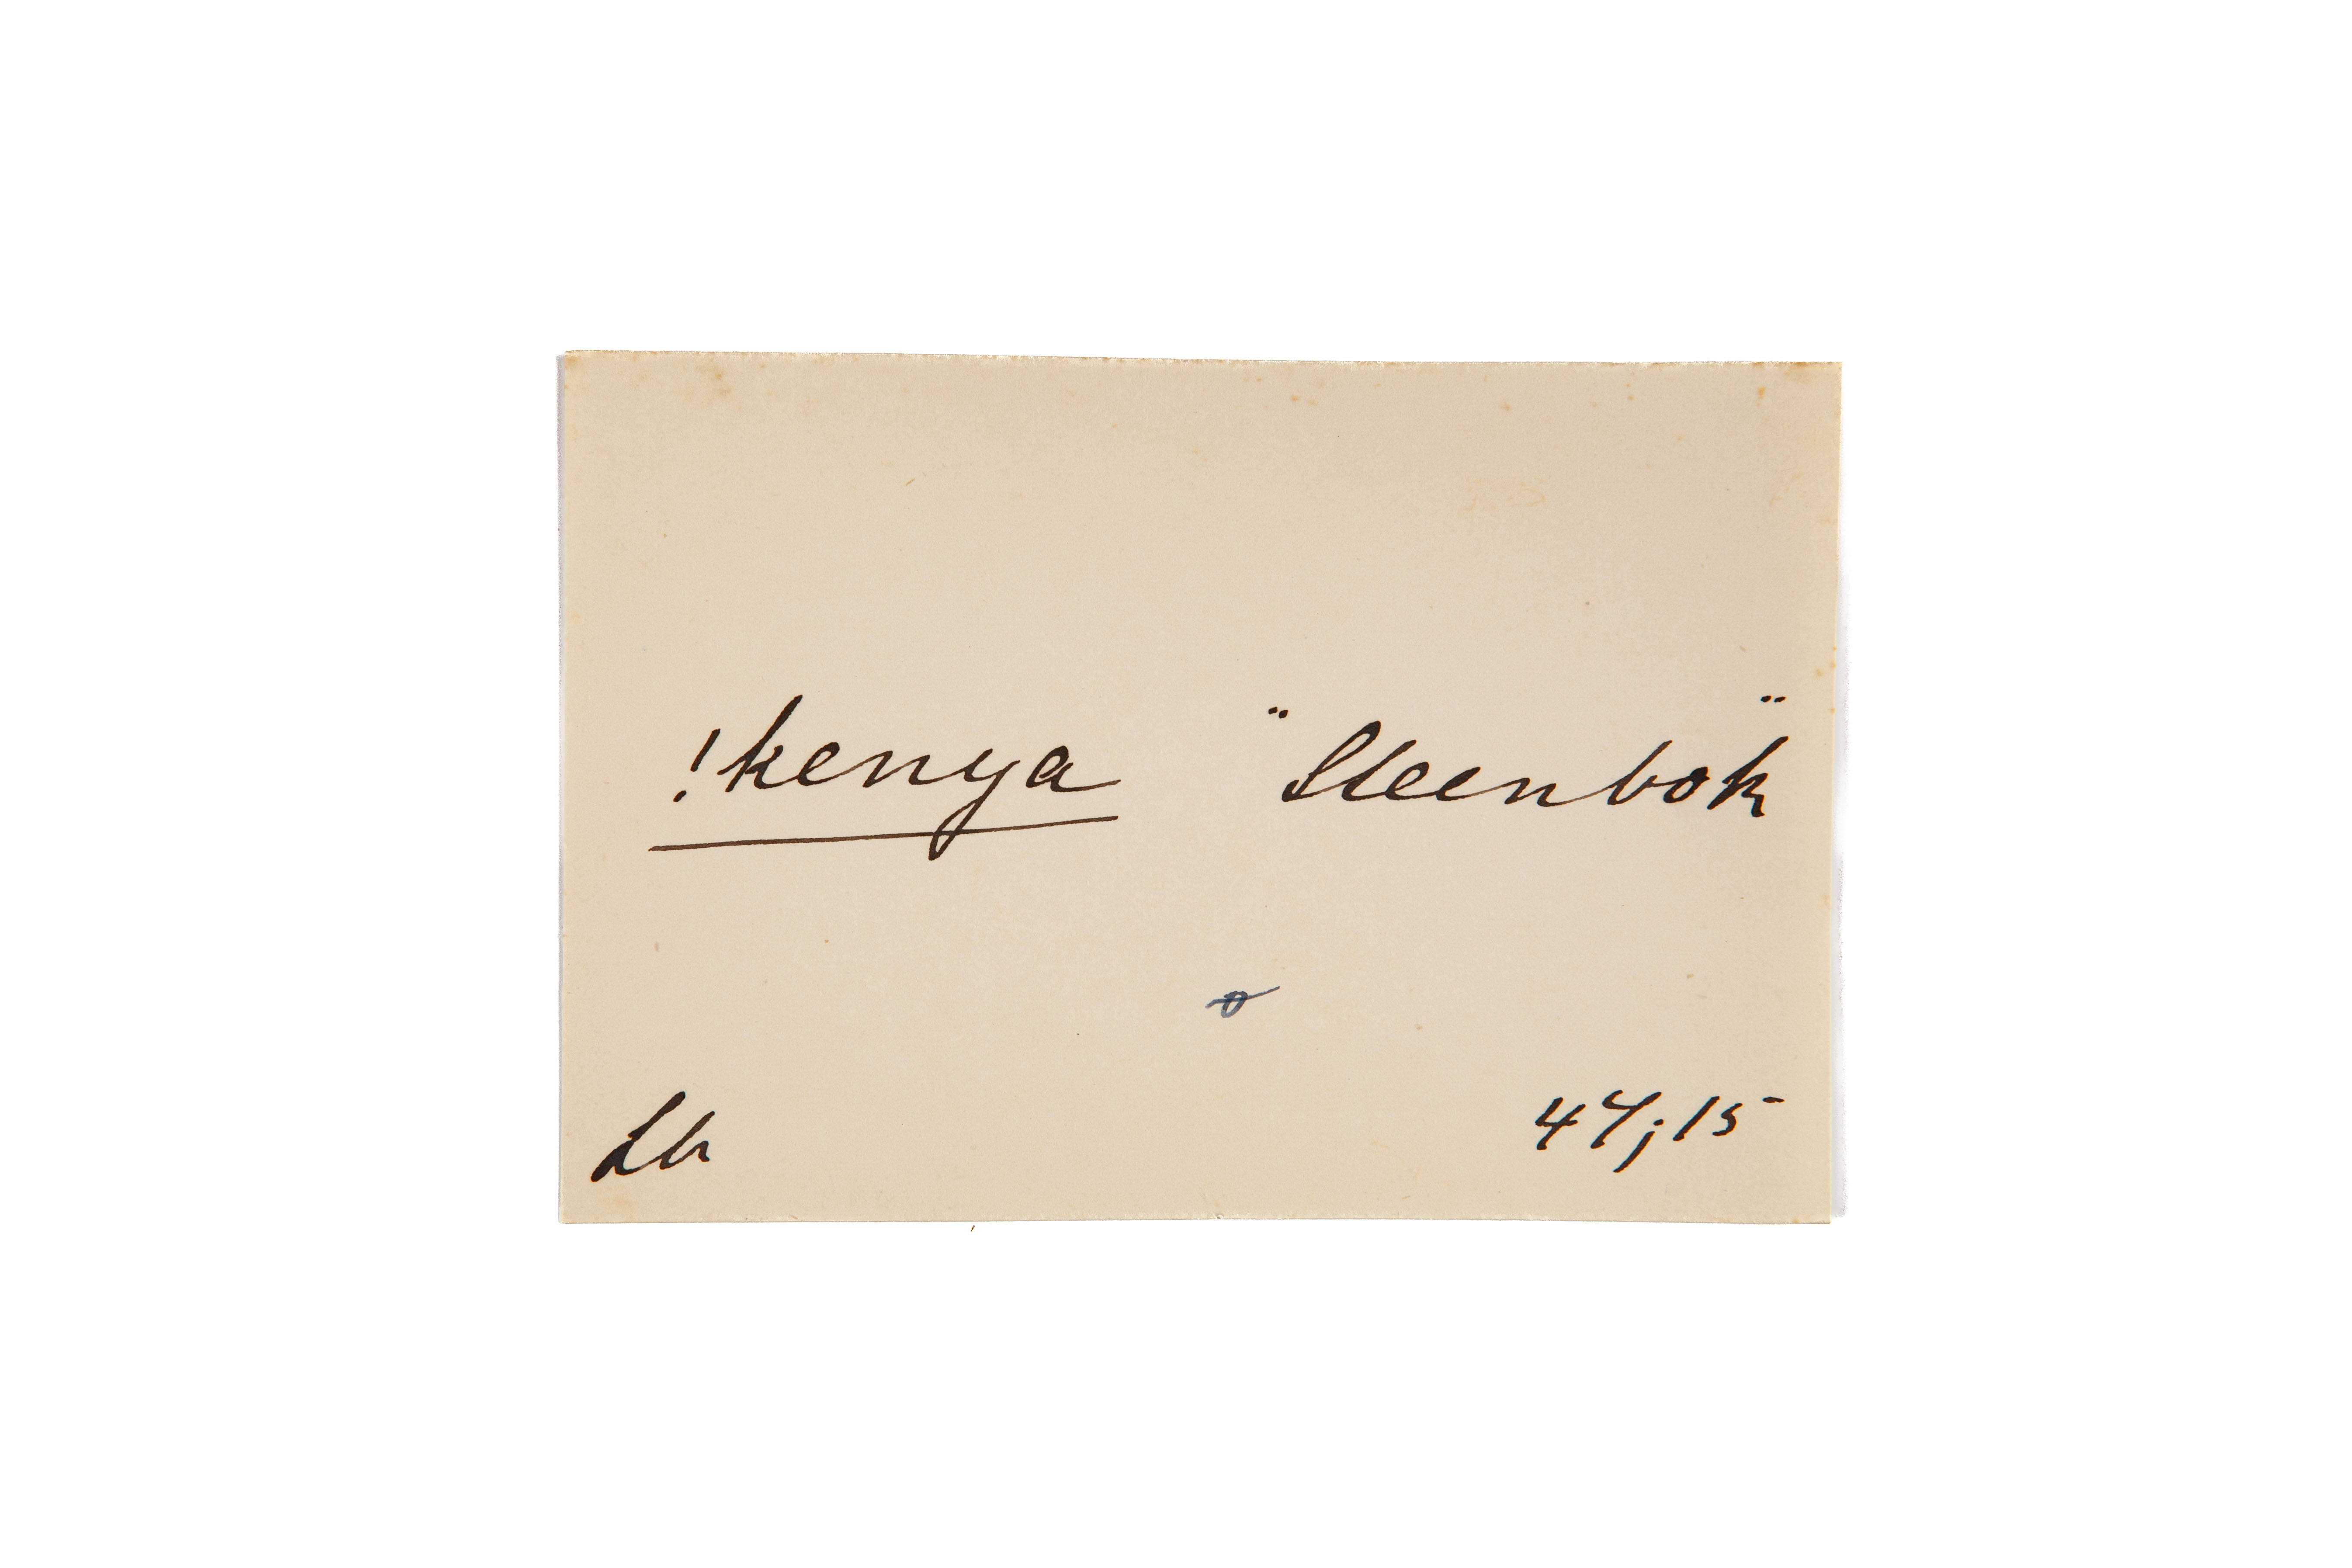 !kenya "Steenbok"
Lh 47; 15